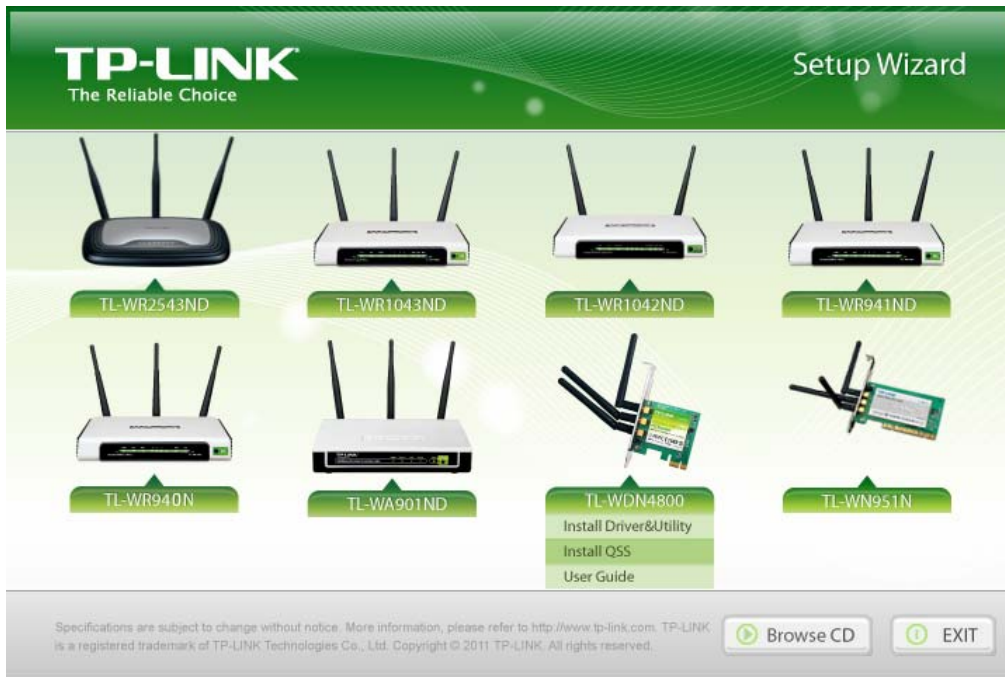 TP-LINK
The Reliable Choice
Setup Wizard
TL-WR2543ND
TL-WR1043ND
TL-WR1042ND
TL-WR941ND
TL-WR940N
TL-WA901ND
TL-WDN4800
TL-WN951N
Install Driver&Utility
Install QSS
User Guide
Specifications are subject to change without notice. More information, please refer to http://www.tp-link.com. TP-LINK
is a registered trademark of TP-LINK Technologies Co., Ltd. Copyright © 2011 TP-LINK. All rights reserved.
Browse CD
EXIT